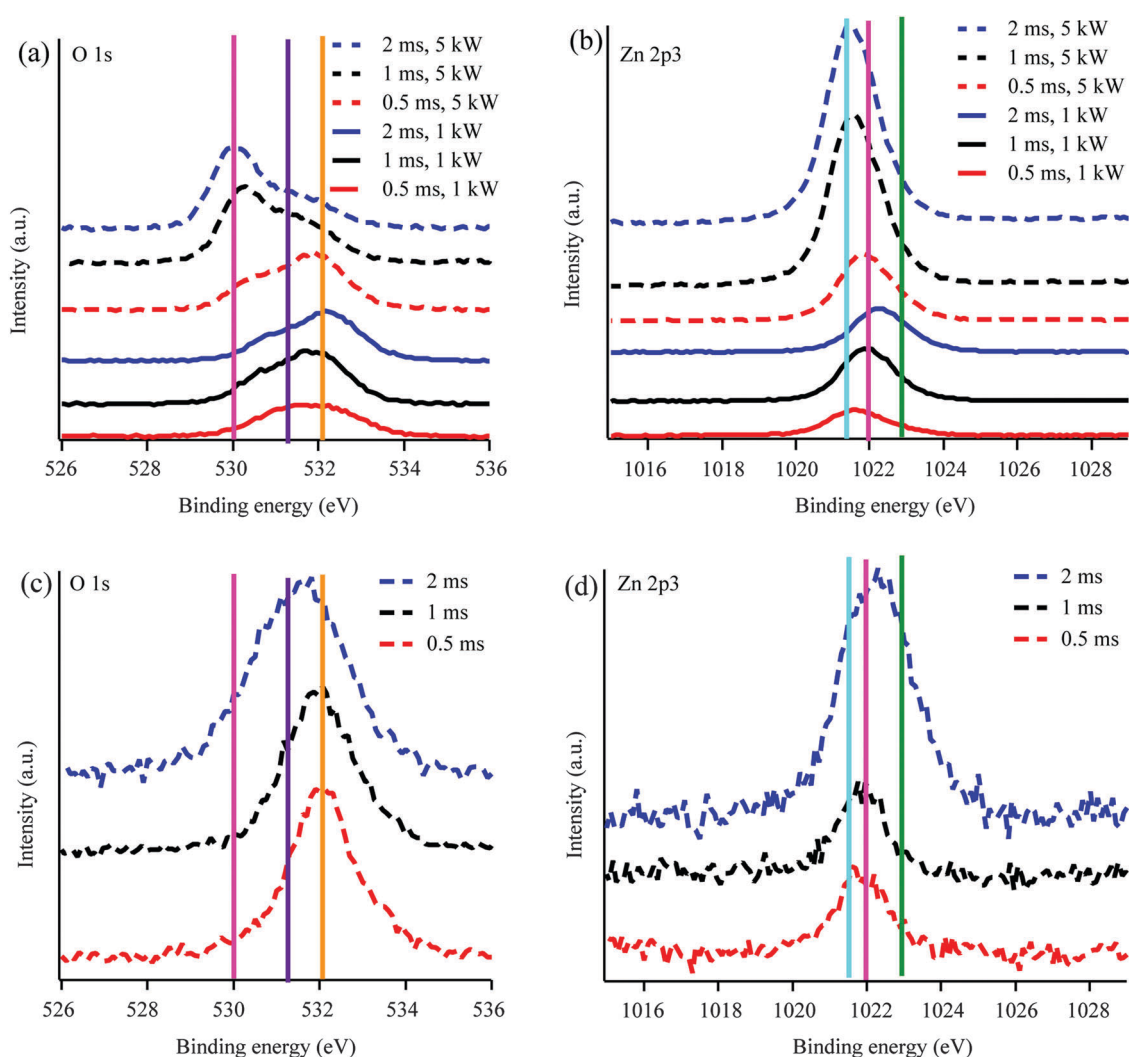 (a)
O 1s
2 ms, 5 kW
1 ms, 5 kW
0.5 ms, 5 kW
2 ms, 1 kW
1 ms, 1 kW
0.5 ms, 1 kW
Intensity (a.u.)
526 528 530 532 534 536
Binding energy (eV)
(b)
Zn 2p3
2 ms, 5 kW
1 ms, 5 kW
0.5 ms, 5 kW
2 ms, 1 kW
1 ms, 1 kW
0.5 ms, 1 kW
Intensity (a.u.)
1016 1018 1020 1022 1024 1026 1028
Binding energy (eV)
(c)
O 1s
2 ms
1 ms
0.5 ms
Intensity (a.u.)
526 528 530 532 534 536
Binding energy (eV)
(d)
Zn 2p3
2 ms
1 ms
0.5 ms
Intensity (a.u.)
1016 1018 1020 1022 1024 1026 1028
Binding energy (eV)